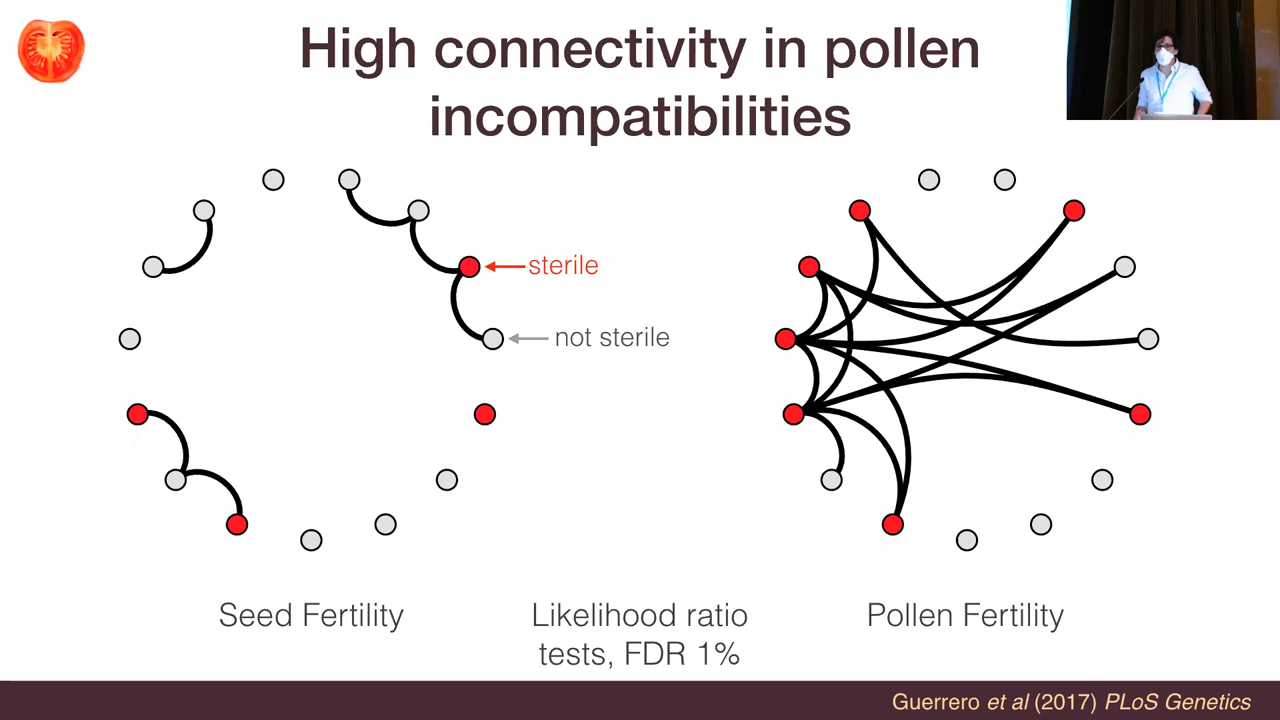 High connectivity in pollen
incompatibilities
sterile
not sterile
Seed Fertility
Likelihood ratio
tests, FDR 1%
Pollen Fertility
Guerrero et al (2017) PLoS Genetics